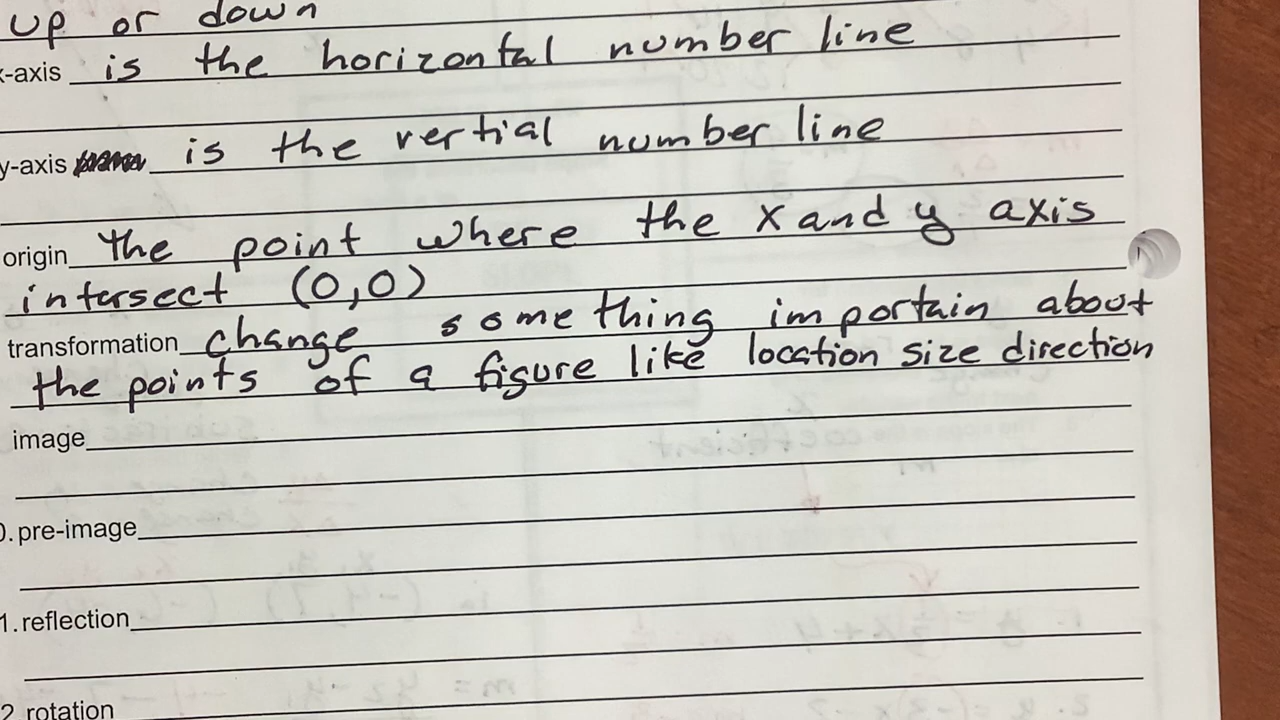 up or down
x-axis is the horizontal number line
y-axis is the vertial number line
origin the point where the x and y axis
intersect (0,0)
transformation change something importain about
the points of a figure like location size direction
image
0. pre-image
1. reflection
2 rotation